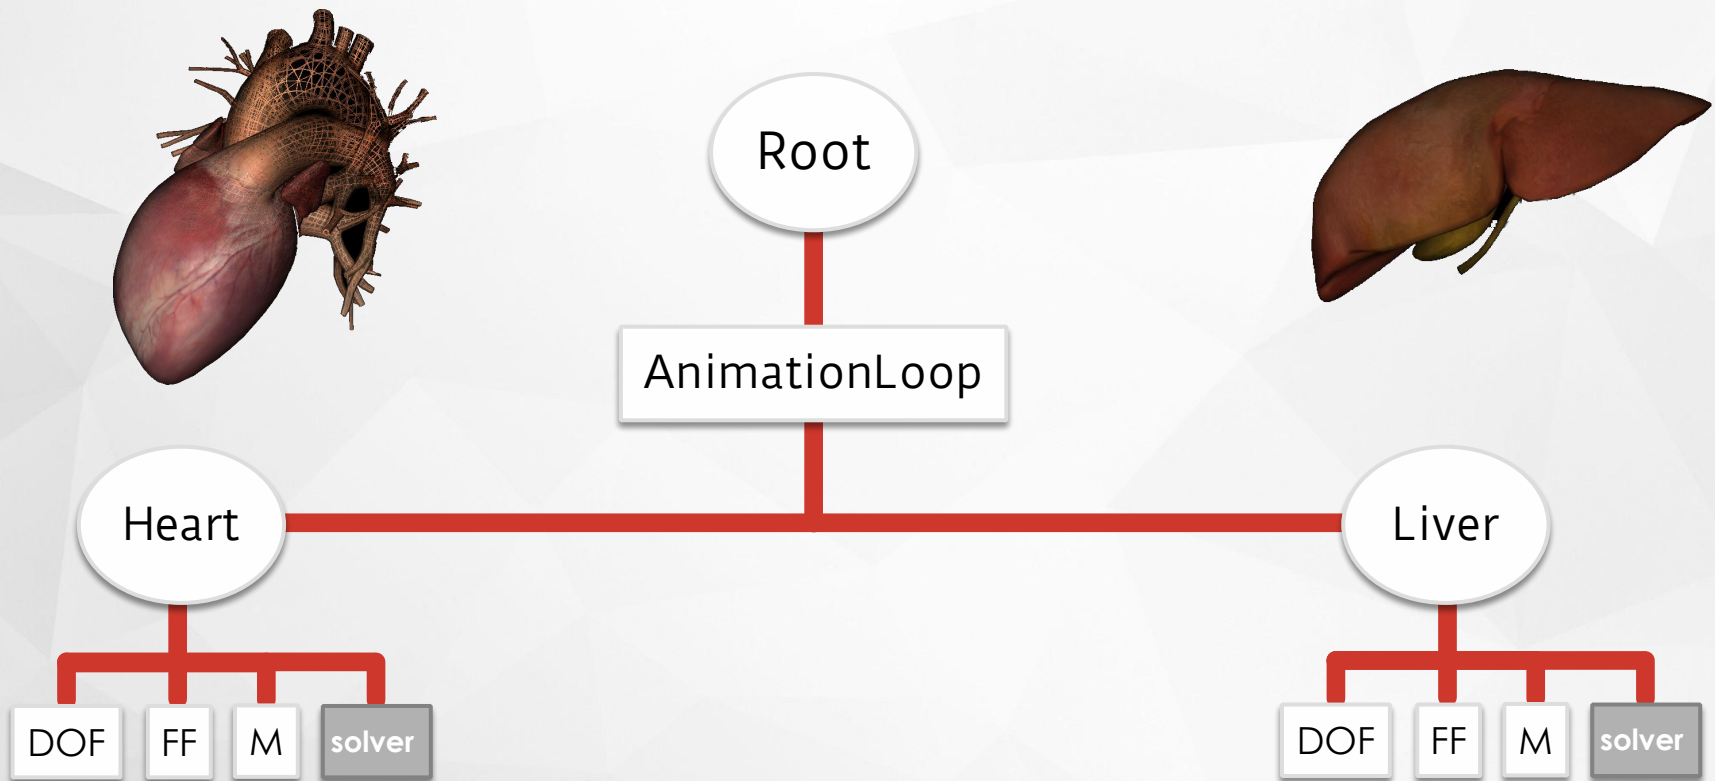 Root
AnimationLoop
Heart
Liver
DOF FF M solver
DOF FF M solver